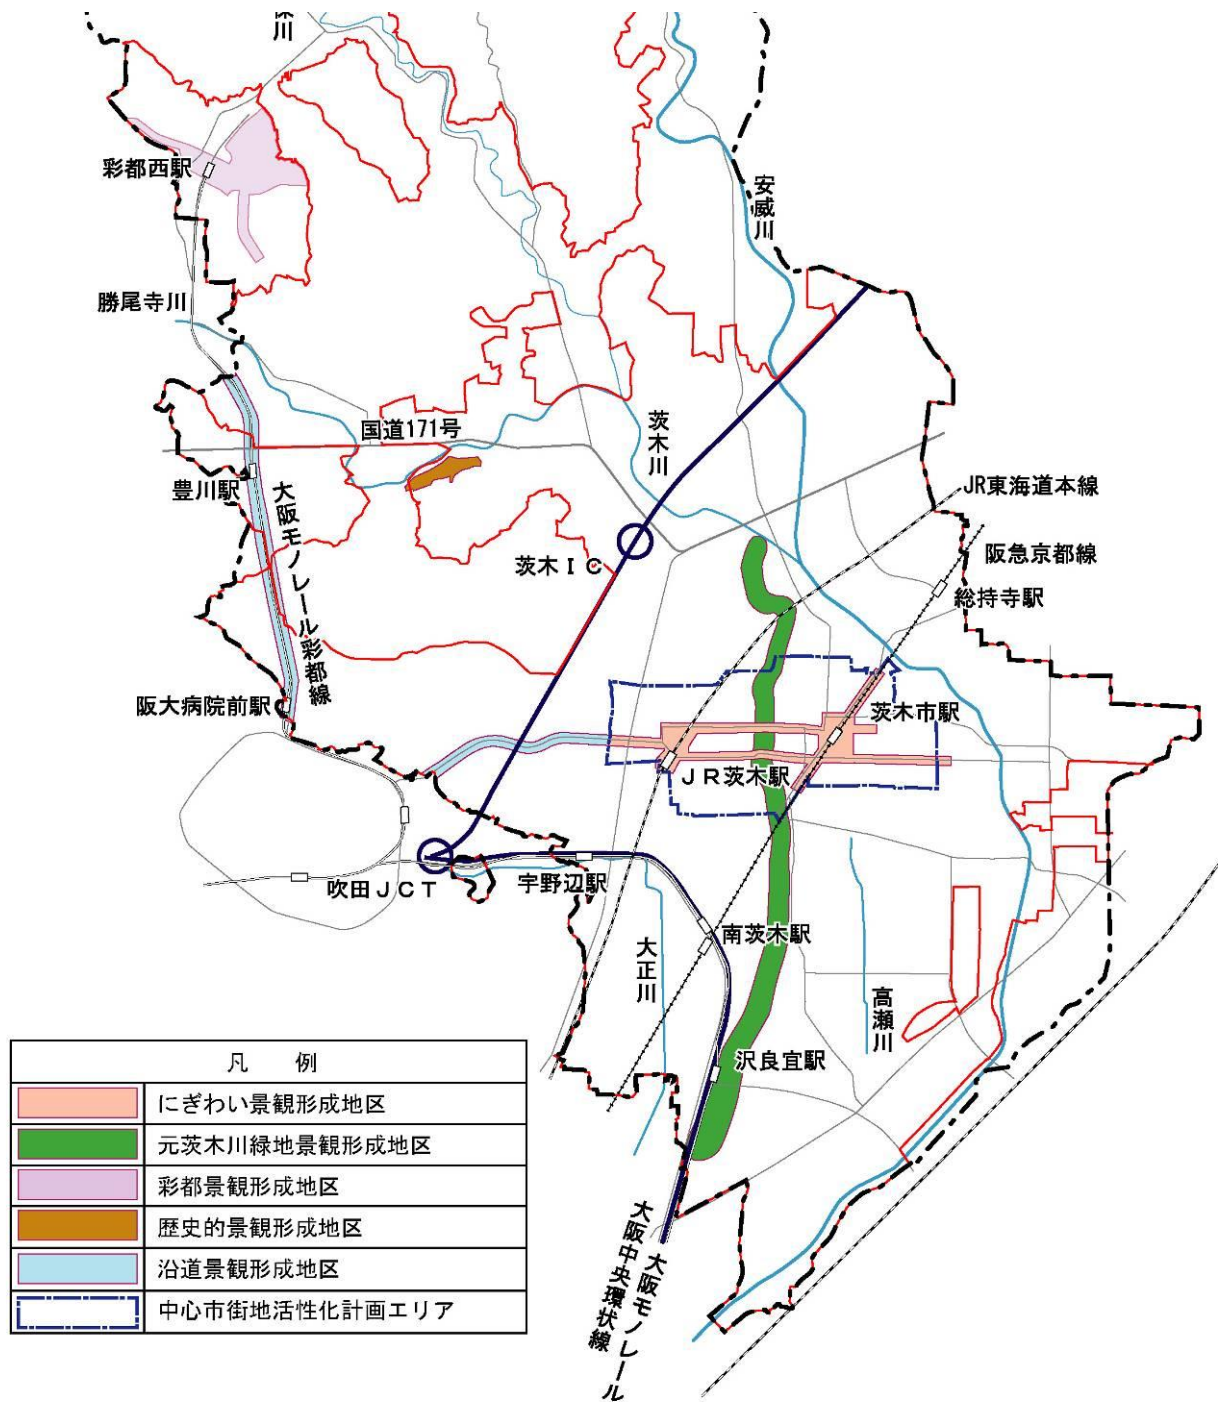 川
彩都西駅
安威川
勝尾寺川
国道171号
茨木川
豊川駅
大阪モノレール彩都線
JR東海道本線
阪急京都線
茨木IC
総持寺駅
阪大病院前駅
茨木市駅
JR茨木駅
吹田JCT
宇野辺駅
南茨木駅
大正川
高瀬川
沢良宜駅
大阪中央環状線
大阪モノレール
凡 例
にぎわい景観形成地区
元茨木川緑地景観形成地区
彩都景観形成地区
歴史的景観形成地区
沿道景観形成地区
中心市街地活性化計画エリア